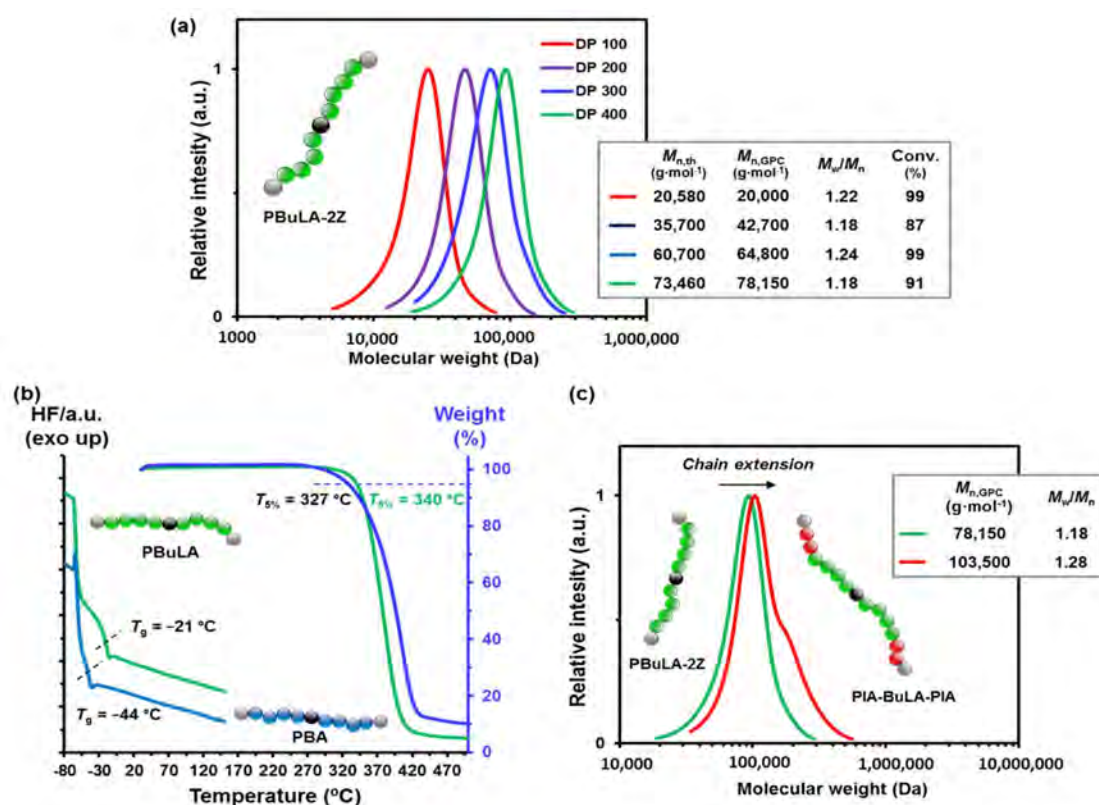 (a)
Relative intesity (a.u.)
1
0
PBuLA-2Z
DP 100
DP 200
DP 300
DP 400
1000 10,000 100,000 1,000,000
Molecular weight (Da)
Mn,th (g·mol-1) Mn,GPC (g·mol-1) Mw/Mn Conv. (%)
20,580 20,000 1.22 99
35,700 42,700 1.18 87
60,700 64,800 1.24 99
73,460 78,150 1.18 91
(b)
HF/a.u.
(exo up)
Weight
(%)
100
80
60
40
20
0
T5% = 327 °C T5% = 340 °C
PBuLA
Tg = −21 °C
Tg = −44 °C
PBA
-80 -30 20 70 120 170 220 270 320 370 420 470
Temperature (ºC)
(c)
Relative intesity (a.u.)
1
0
Chain extension
PBuLA-2Z
PIA-BuLA-PIA
Mn,GPC (g·mol-1) Mw/Mn
78,150 1.18
103,500 1.28
10,000 100,000 1,000,000 10,000,000
Molecular weight (Da)